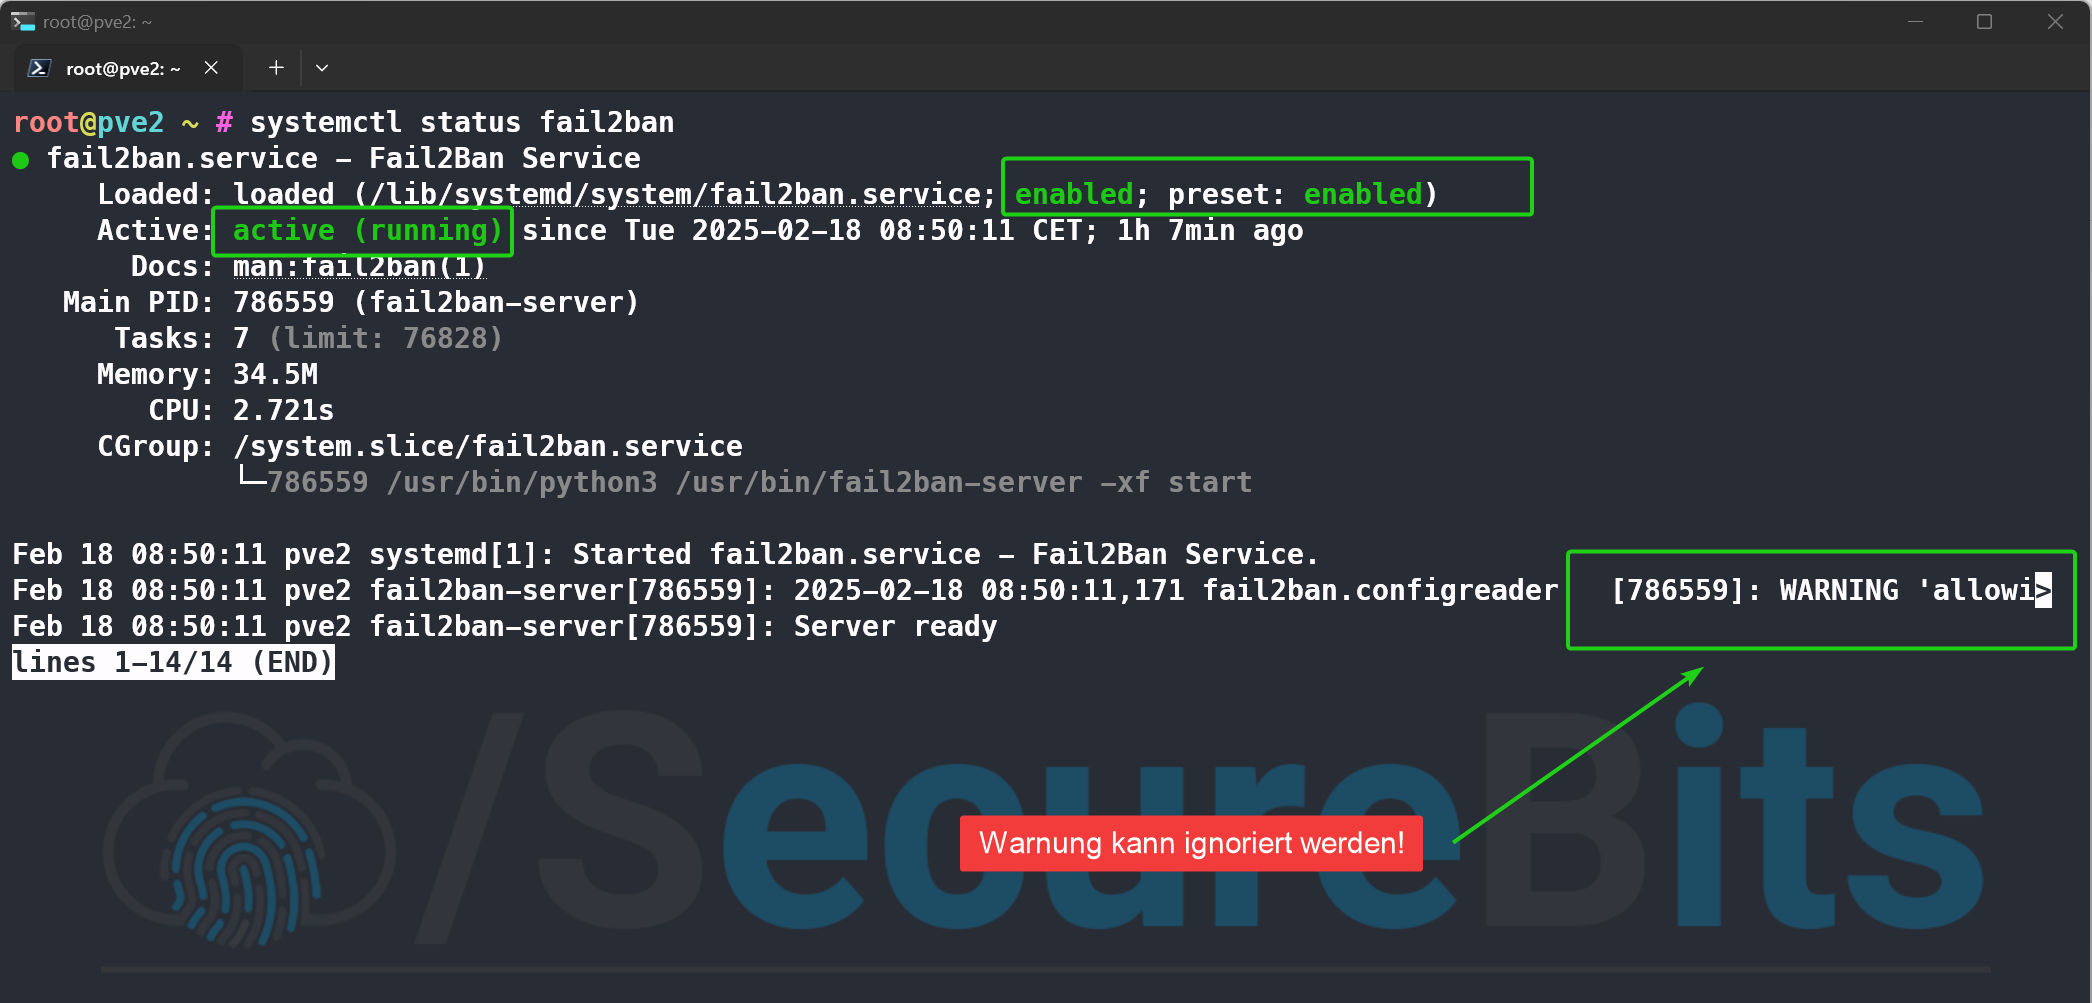 root@pve2: ~
root@pve2: ~
root@pve2 ~ # systemctl status fail2ban
● fail2ban.service - Fail2Ban Service
Loaded: loaded (/lib/systemd/system/fail2ban.service; enabled; preset: enabled)
Active: active (running) since Tue 2025-02-18 08:50:11 CET; 1h 7min ago
Docs: man:fail2ban(1)
Main PID: 786559 (fail2ban-server)
Tasks: 7 (limit: 76828)
Memory: 34.5M
CPU: 2.721s
CGroup: /system.slice/fail2ban.service
└─786559 /usr/bin/python3 /usr/bin/fail2ban-server -xf start
Feb 18 08:50:11 pve2 systemd[1]: Started fail2ban.service - Fail2Ban Service.
Feb 18 08:50:11 pve2 fail2ban-server[786559]: 2025-02-18 08:50:11,171 fail2ban.configreader [786559]: WARNING 'allowi>
Feb 18 08:50:11 pve2 fail2ban-server[786559]: Server ready
lines 1-14/14 (END)
/SecureBits
Warnung kann ignoriert werden!